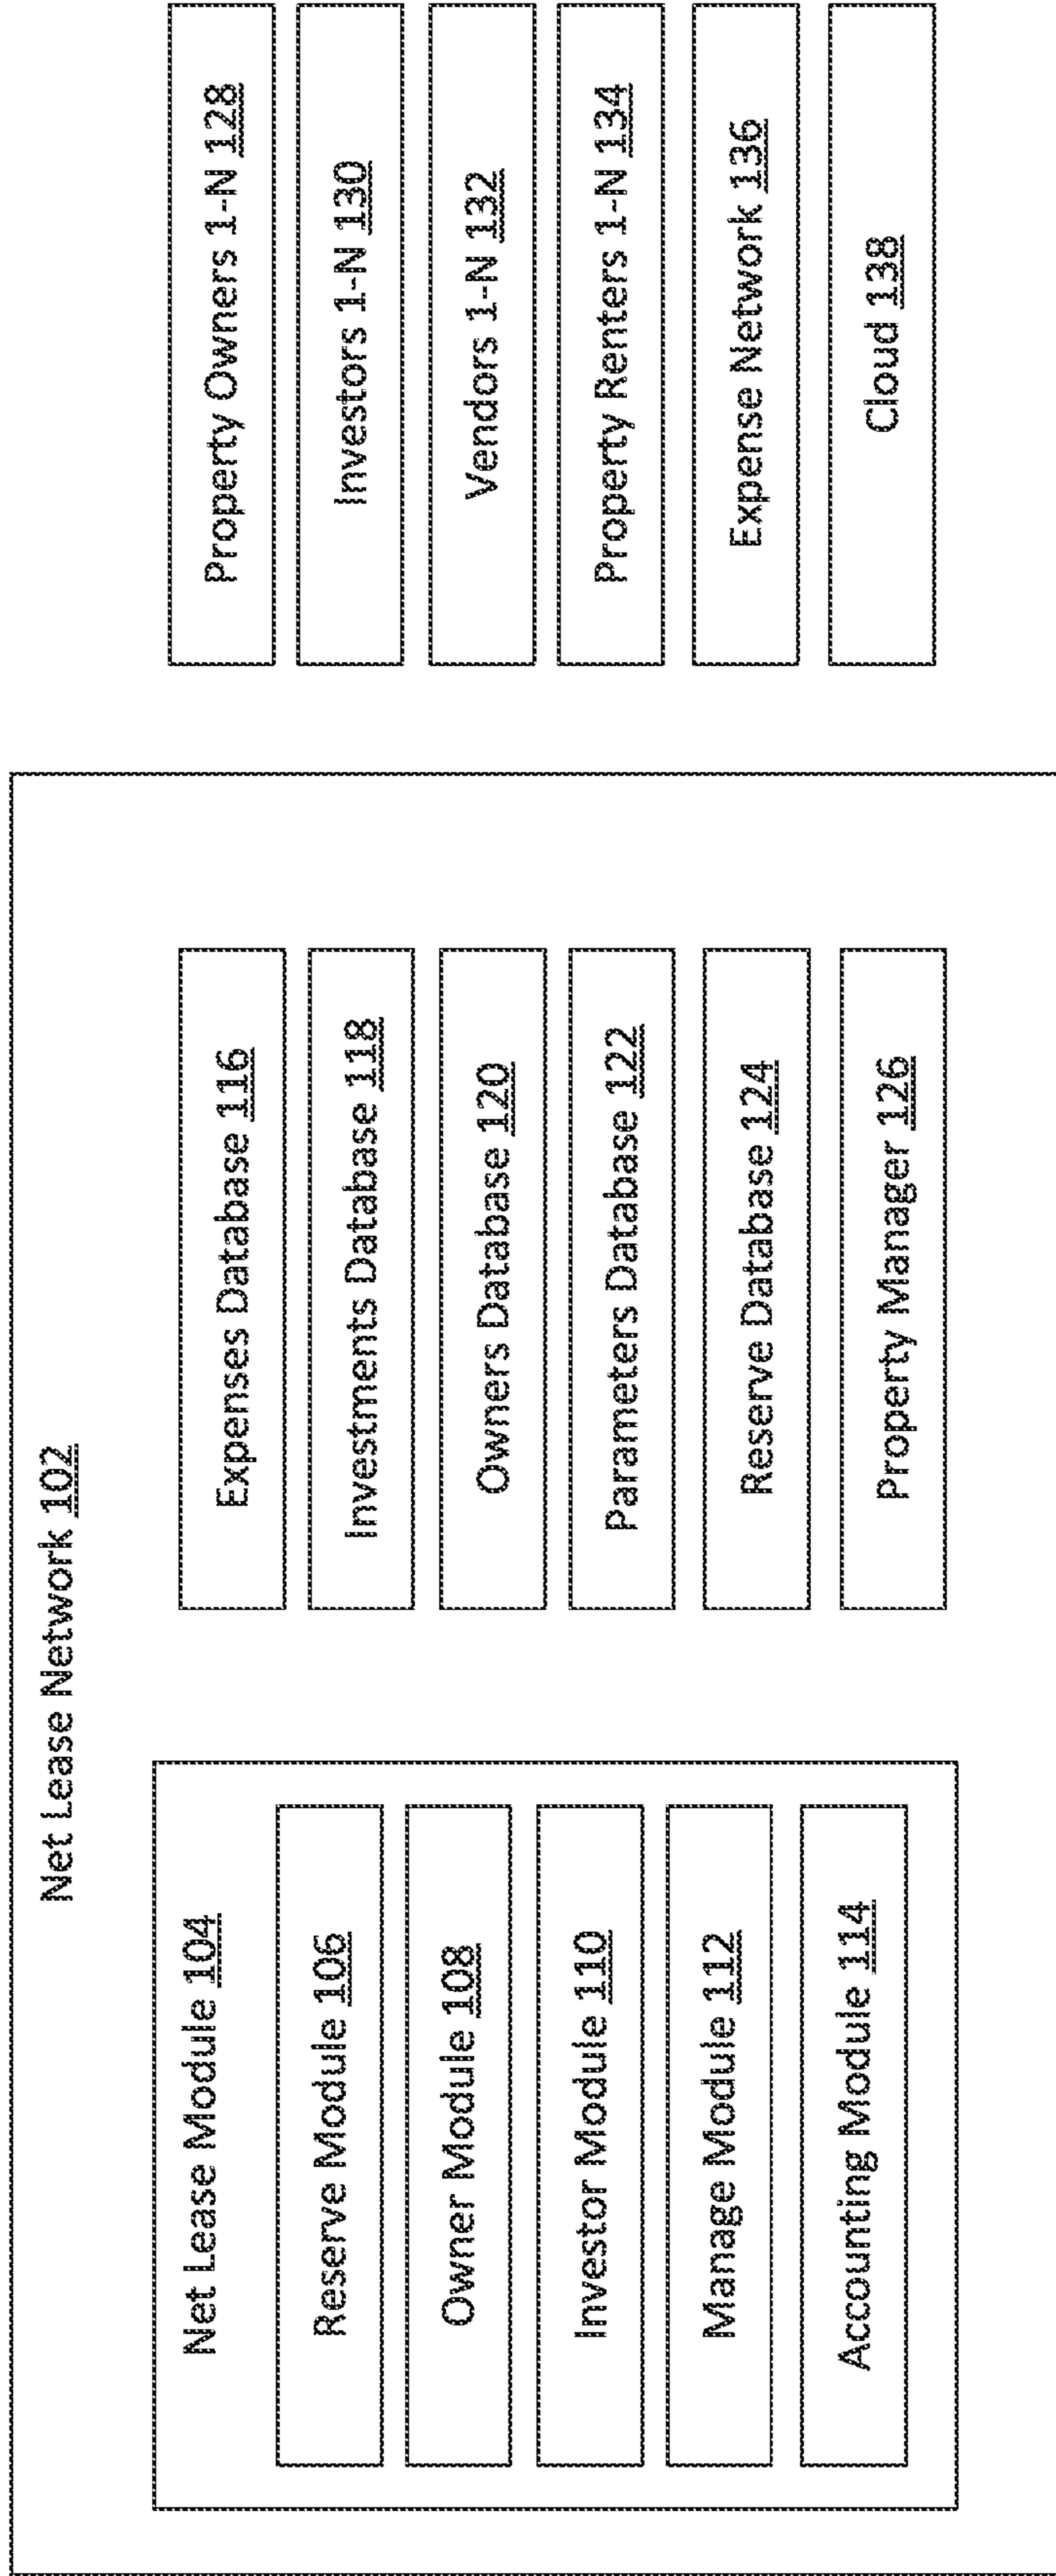 Net Lease Network 102
Net Lease Module 104
Reserve Module 106
Owner Module 108
Investor Module 110
Manage Module 112
Accounting Module 114
Expenses Database 116
Investments Database 118
Owners Database 120
Parameters Database 122
Reserve Database 124
Property Manager 126
Property Owners 1-N 128
Investors 1-N 130
Vendors 1-N 132
Property Renters 1-N 134
Expense Network 136
Cloud 138